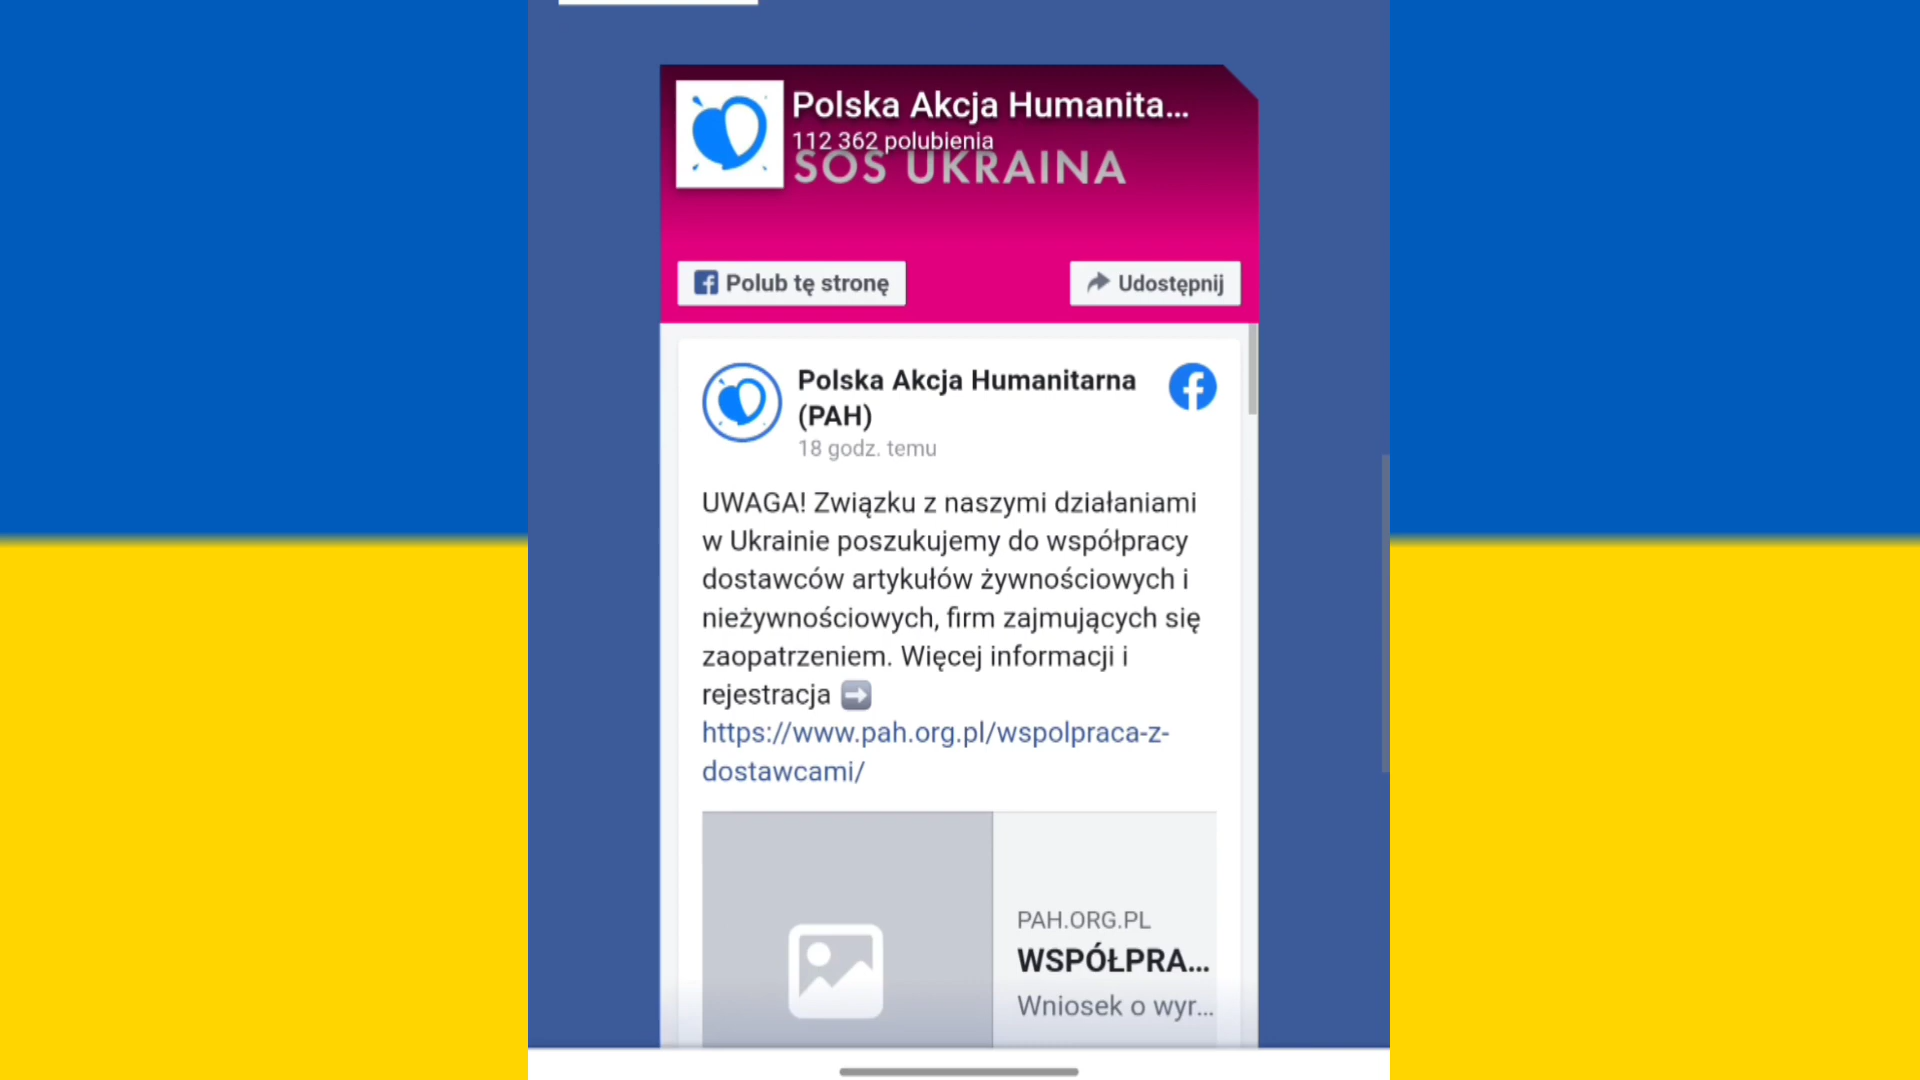 Polska Akcja Humanita...
112 362 polubienia
SOS UKRAINA
Polub tę stronę
Udostępnij
Polska Akcja Humanitarna
(PAH)
18 godz. temu
UWAGA! Związku z naszymi działaniami
w Ukrainie poszukujemy do współpracy
dostawców artykułów żywnościowych i
nieżywnościowych, firm zajmujących się
zaopatrzeniem. Więcej informacji i
rejestracja ➡
https://www.pah.org.pl/wspolpraca-z-
dostawcami/
PAH.ORG.PL
WSPÓŁPRA...
Wniosek o wyr...